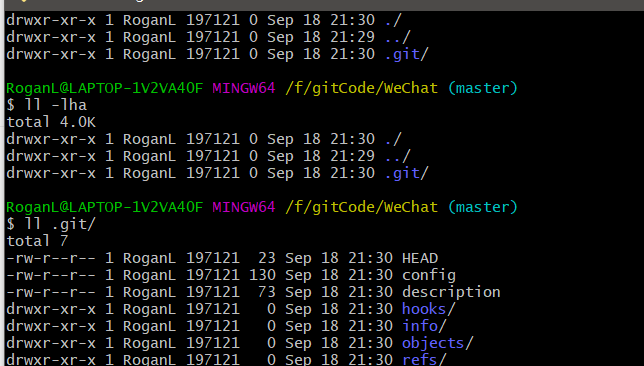 drwxr-xr-x 1 RoganL 197121 0 Sep 18 21:30 ./
drwxr-xr-x 1 RoganL 197121 0 Sep 18 21:29 ../
drwxr-xr-x 1 RoganL 197121 0 Sep 18 21:30 .git/
RoganL@LAPTOP-1V2VA40F MINGW64 /f/gitCode/WeChat (master)
$ ll -lha
total 4.0K
drwxr-xr-x 1 RoganL 197121 0 Sep 18 21:30 ./
drwxr-xr-x 1 RoganL 197121 0 Sep 18 21:29 ../
drwxr-xr-x 1 RoganL 197121 0 Sep 18 21:30 .git/
RoganL@LAPTOP-1V2VA40F MINGW64 /f/gitCode/WeChat (master)
$ ll .git/
total 7
-rw-r--r-- 1 RoganL 197121  23 Sep 18 21:30 HEAD
-rw-r--r-- 1 RoganL 197121 130 Sep 18 21:30 config
-rw-r--r-- 1 RoganL 197121  73 Sep 18 21:30 description
drwxr-xr-x 1 RoganL 197121   0 Sep 18 21:30 hooks/
drwxr-xr-x 1 RoganL 197121   0 Sep 18 21:30 info/
drwxr-xr-x 1 RoganL 197121   0 Sep 18 21:30 objects/
drwxr-xr-x 1 RoganL 197121   0 Sep 18 21:30 refs/